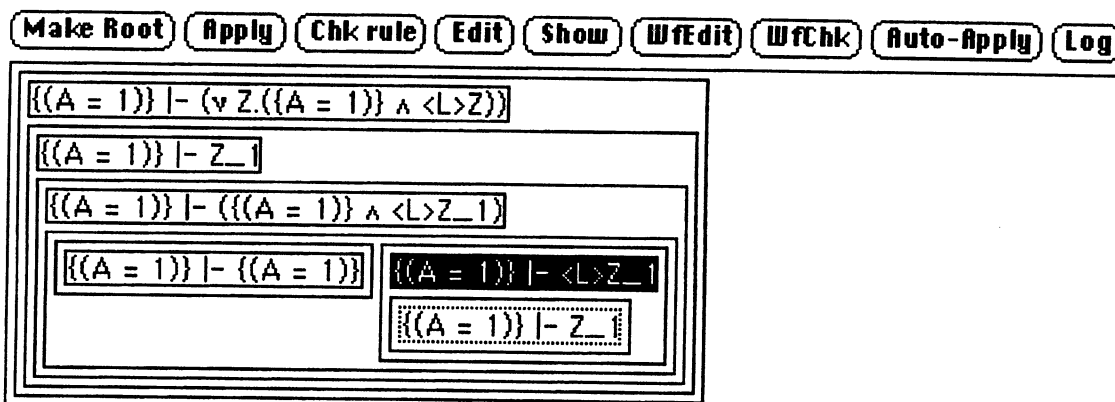 Make Root Apply Chk rule Edit Show WfEdit WfChk Auto-Apply Log
{(A = 1)} |- (v Z.({(A = 1)} ∧ <L>Z))
{(A = 1)} |- Z_1
{(A = 1)} |- ({(A = 1)} ∧ <L>Z_1)
{(A = 1)} |- {(A = 1)} {(A = 1)} |- <L>Z_1
{(A = 1)} |- Z_1